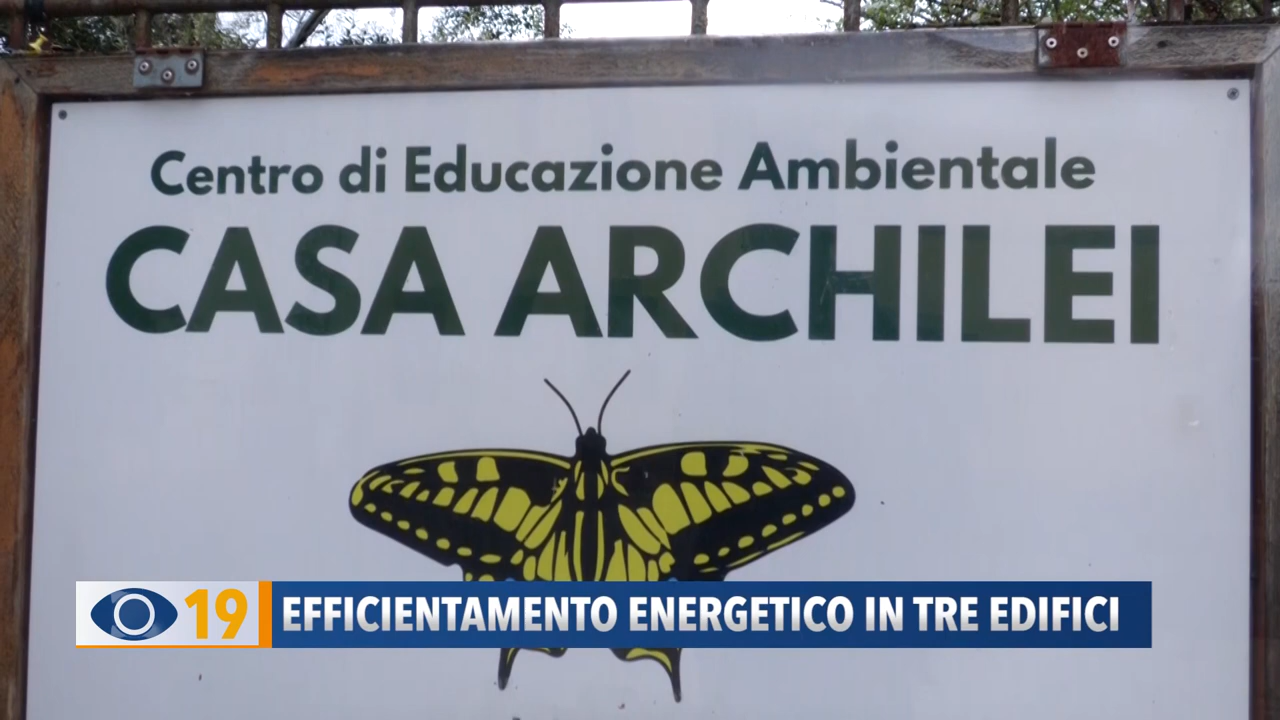 Centro di Educazione Ambientale
CASA ARCHILEI
19 EFFICIENTAMENTO ENERGETICO IN TRE EDIFICI